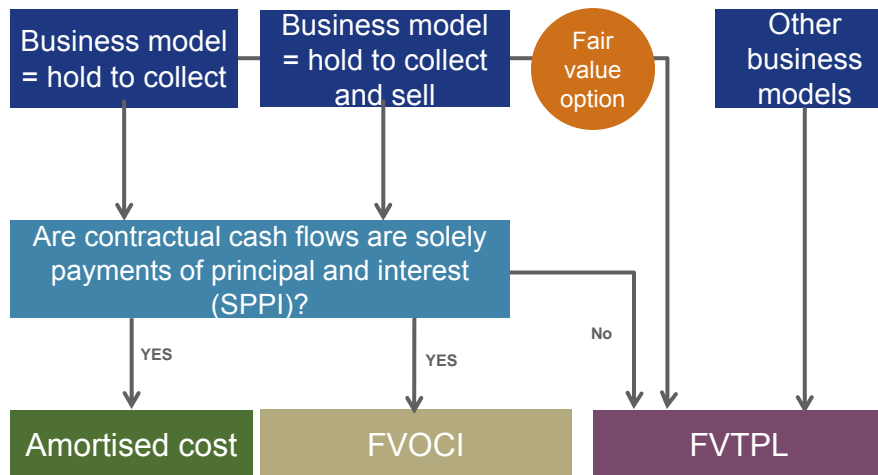 Business model
= hold to collect
Business model
= hold to collect
and sell
Fair
value
option
Other
business
models
Are contractual cash flows are solely
payments of principal and interest
(SPPI)?
YES
YES
No
Amortised cost
FVOCI
FVTPL